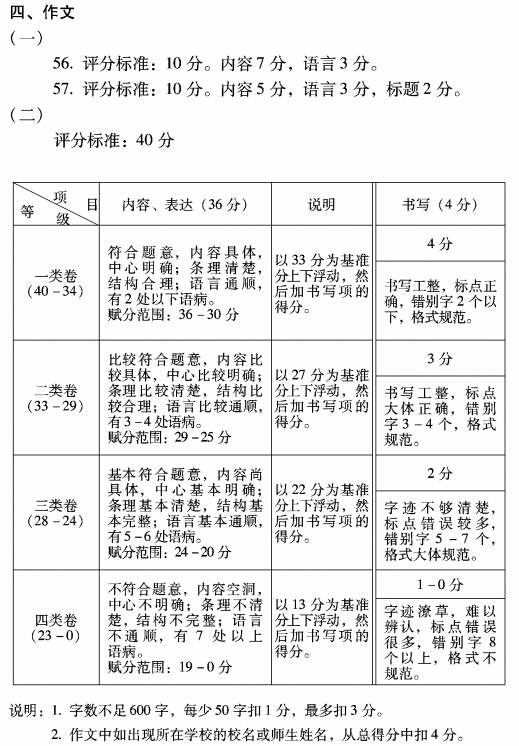 四、作文
（一）
56. 评分标准：10 分。内容 7 分，语言 3 分。
57. 评分标准：10 分。内容 5 分，语言 3 分，标题 2 分。
（二）
评分标准：40 分
项 目
等 级
内容、表达（36 分）
说明
书写（4 分）
一类卷
（40－34）
符合题意，内容具体，
中心明确；条理清楚，
结构合理；语言通顺，
有 2 处以下语病。
赋分范围：36－30 分
以 33 分为基准
分上下浮动，然
后加书写项的
得分。
4 分
书写工整，标点正
确，错别字 2 个以
下，格式规范。
二类卷
（33－29）
比较符合题意，内容比
较具体，中心比较明确；
条理比较清楚，结构比
较合理；语言比较通顺，
有 3－4 处语病。
赋分范围：29－25 分
以 27 分为基准
分上下浮动，然
后加书写项的
得分。
3 分
书写工整，标点
大体正确，错别
字 3－4 个，格式
规范。
三类卷
（28－24）
基本符合题意，内容尚
具体，中心基本明确；
条理基本清楚，结构基
本完整；语言基本通顺，
有 5－6 处语病。
赋分范围：24－20 分
以 22 分为基准
分上下浮动，然
后加书写项的
得分。
2 分
字迹不够清楚，
标点错误较多，
错别字 5－7 个，
格式大体规范。
四类卷
（23－0）
不符合题意，内容空洞，
中心不明确；条理不清
楚，结构不完整；语言
不通顺，有 7 处以上
语病。
赋分范围：19－0 分
以 13 分为基准
分上下浮动，然
后加书写项的
得分。
1－0 分
字迹潦草，难以
辨认，标点错误
很多，错别字 8
个以上，格式不
规范。
说明：1. 字数不足 600 字，每少 50 字扣 1 分，最多扣 3 分。
2. 作文中如出现所在学校的校名或师生姓名，从总得分中扣 4 分。